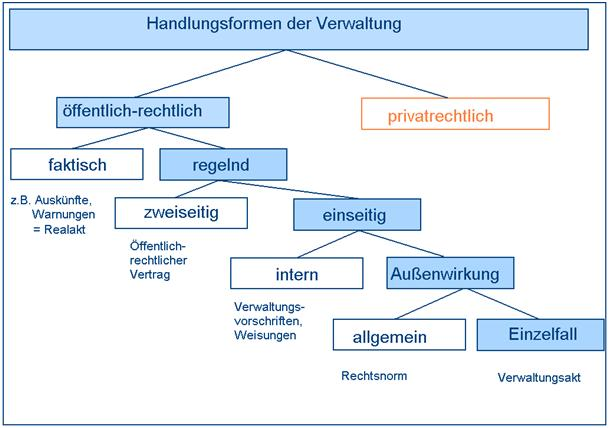 Handlungsformen der Verwaltung
öffentlich-rechtlich
privatrechtlich
faktisch
regelnd
z.B. Auskünfte,
Warnungen
= Realakt
zweiseitig
einseitig
Öffentlich-
rechtlicher
Vertrag
intern
Außenwirkung
Verwaltungs-
vorschriften,
Weisungen
allgemein
Einzelfall
Rechtsnorm
Verwaltungsakt